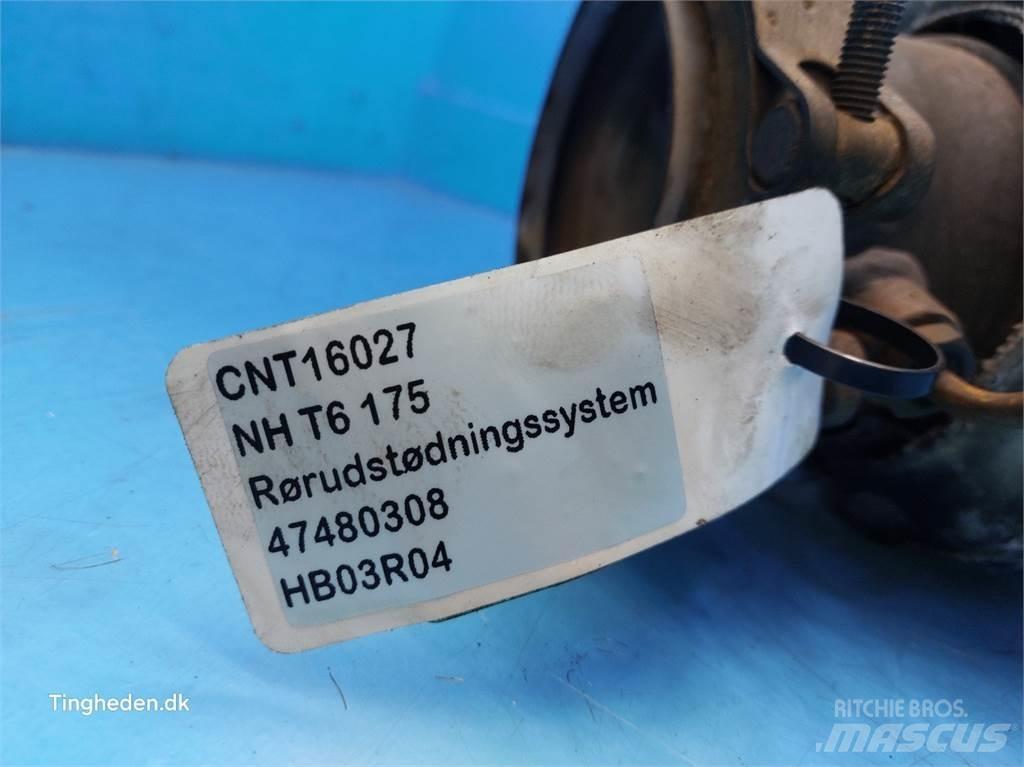 CNT16027
NH T6 175
Rørudstødningssystem
47480308
HB03R04
Tingheden.dk
RITCHIE BROS.
MASCUS